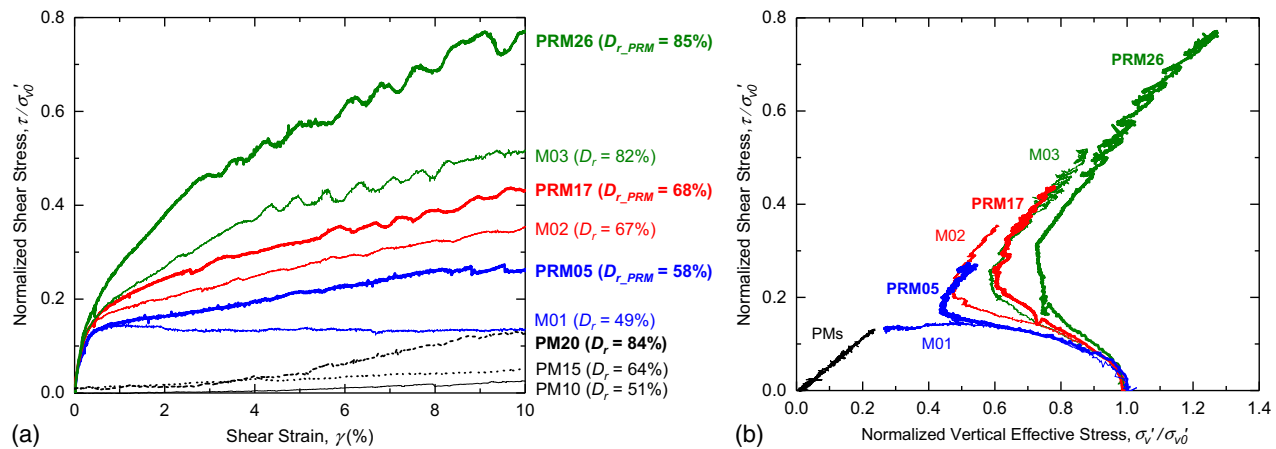 0.8
0.6
0.4
0.2
0.0
0
2
4
6
8
10
Normalized Shear Stress, τ/σv0′
Shear Strain, γ(%)
(a)
PRM26 (Dr_PRM = 85%)
M03 (Dr = 82%)
PRM17 (Dr_PRM = 68%)
M02 (Dr = 67%)
PRM05 (Dr_PRM = 58%)
M01 (Dr = 49%)
PM20 (Dr = 84%)
PM15 (Dr = 64%)
PM10 (Dr = 51%)
0.8
0.6
0.4
0.2
0.0
0.0
0.2
0.4
0.6
0.8
1.0
1.2
1.4
Normalized Shear Stress, τ/σv0′
Normalized Vertical Effective Stress, σv′/σv0′
(b)
PRM26
M03
PRM17
M02
PRM05
PMs
M01